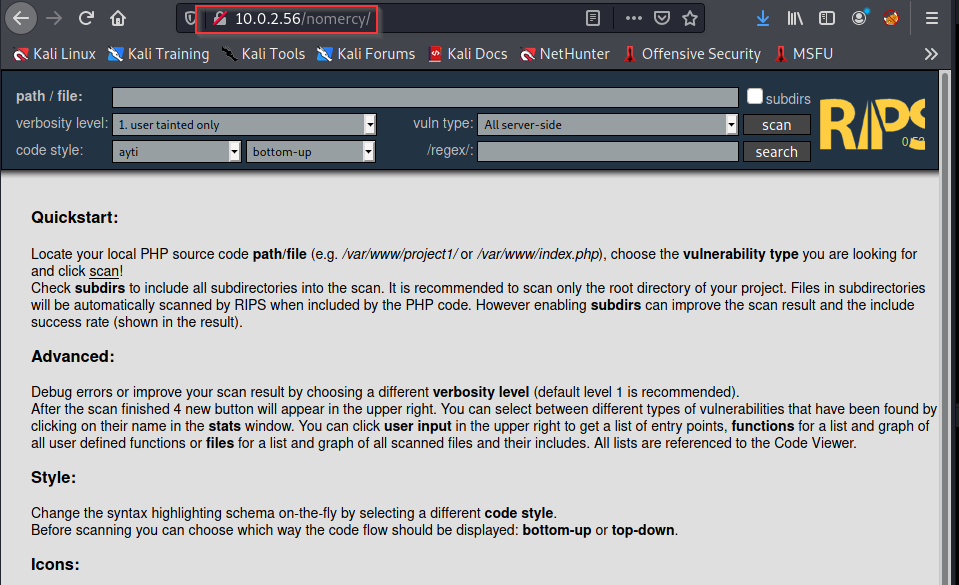 10.0.2.56/nomercy/
Kali Linux Kali Training Kali Tools Kali Forums Kali Docs NetHunter Offensive Security MSFU
path / file: subdirs
verbosity level: 1. user tainted only vuln type: All server-side scan
code style: ayti bottom-up /regex/: search
RIPS
Quickstart:
Locate your local PHP source code path/file (e.g. /var/www/project1/ or /var/www/index.php), choose the vulnerability type you are looking for
and click scan!
Check subdirs to include all subdirectories into the scan. It is recommended to scan only the root directory of your project. Files in subdirectories
will be automatically scanned by RIPS when included by the PHP code. However enabling subdirs can improve the scan result and the include
success rate (shown in the result).
Advanced:
Debug errors or improve your scan result by choosing a different verbosity level (default level 1 is recommended).
After the scan finished 4 new button will appear in the upper right. You can select between different types of vulnerabilities that have been found by
clicking on their name in the stats window. You can click user input in the upper right to get a list of entry points, functions for a list and graph of
all user defined functions or files for a list and graph of all scanned files and their includes. All lists are referenced to the Code Viewer.
Style:
Change the syntax highlighting schema on-the-fly by selecting a different code style.
Before scanning you can choose which way the code flow should be displayed: bottom-up or top-down.
Icons: